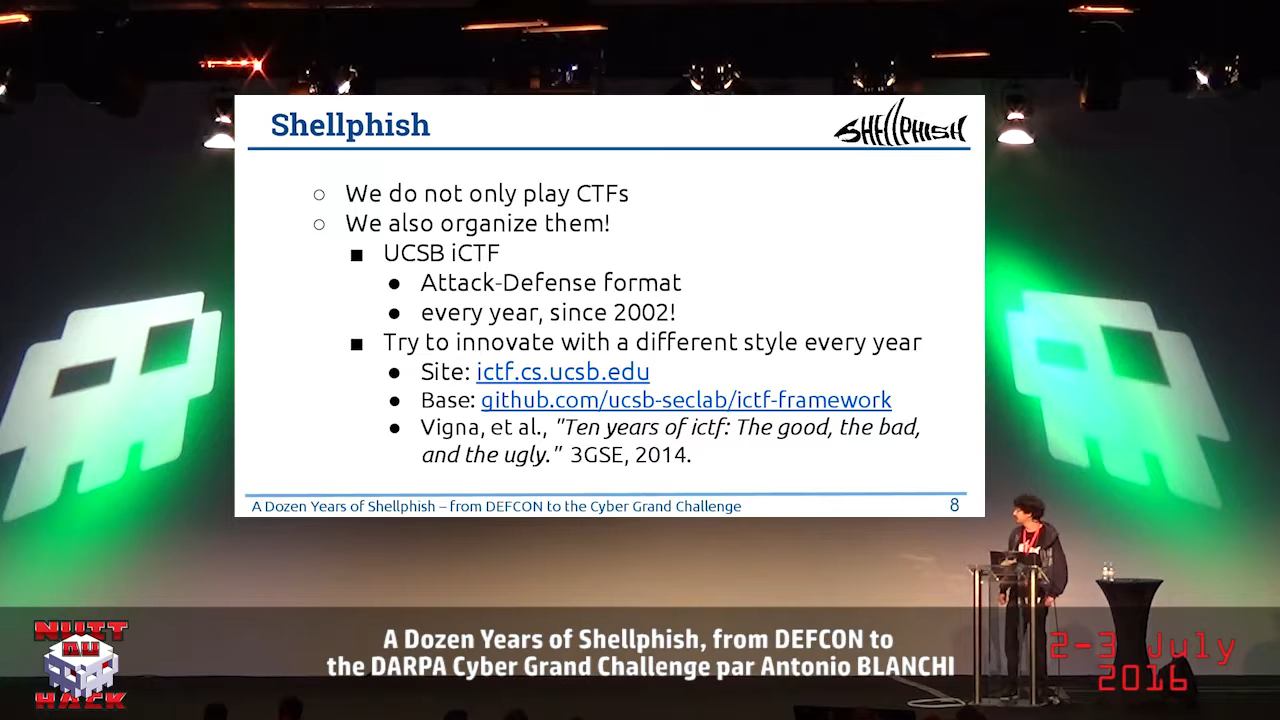 Shellphish
SHELLPHISH
○ We do not only play CTFs
○ We also organize them!
■ UCSB iCTF
● Attack-Defense format
● every year, since 2002!
■ Try to innovate with a different style every year
● Site: ictf.cs.ucsb.edu
● Base: github.com/ucsb-seclab/ictf-framework
● Vigna, et al., "Ten years of ictf: The good, the bad,
and the ugly." 3GSE, 2014.
A Dozen Years of Shellphish – from DEFCON to the Cyber Grand Challenge
8
NUIT
DU
HACK
A Dozen Years of Shellphish, from DEFCON to
the DARPA Cyber Grand Challenge par Antonio BLANCHI
2-3 July
2016